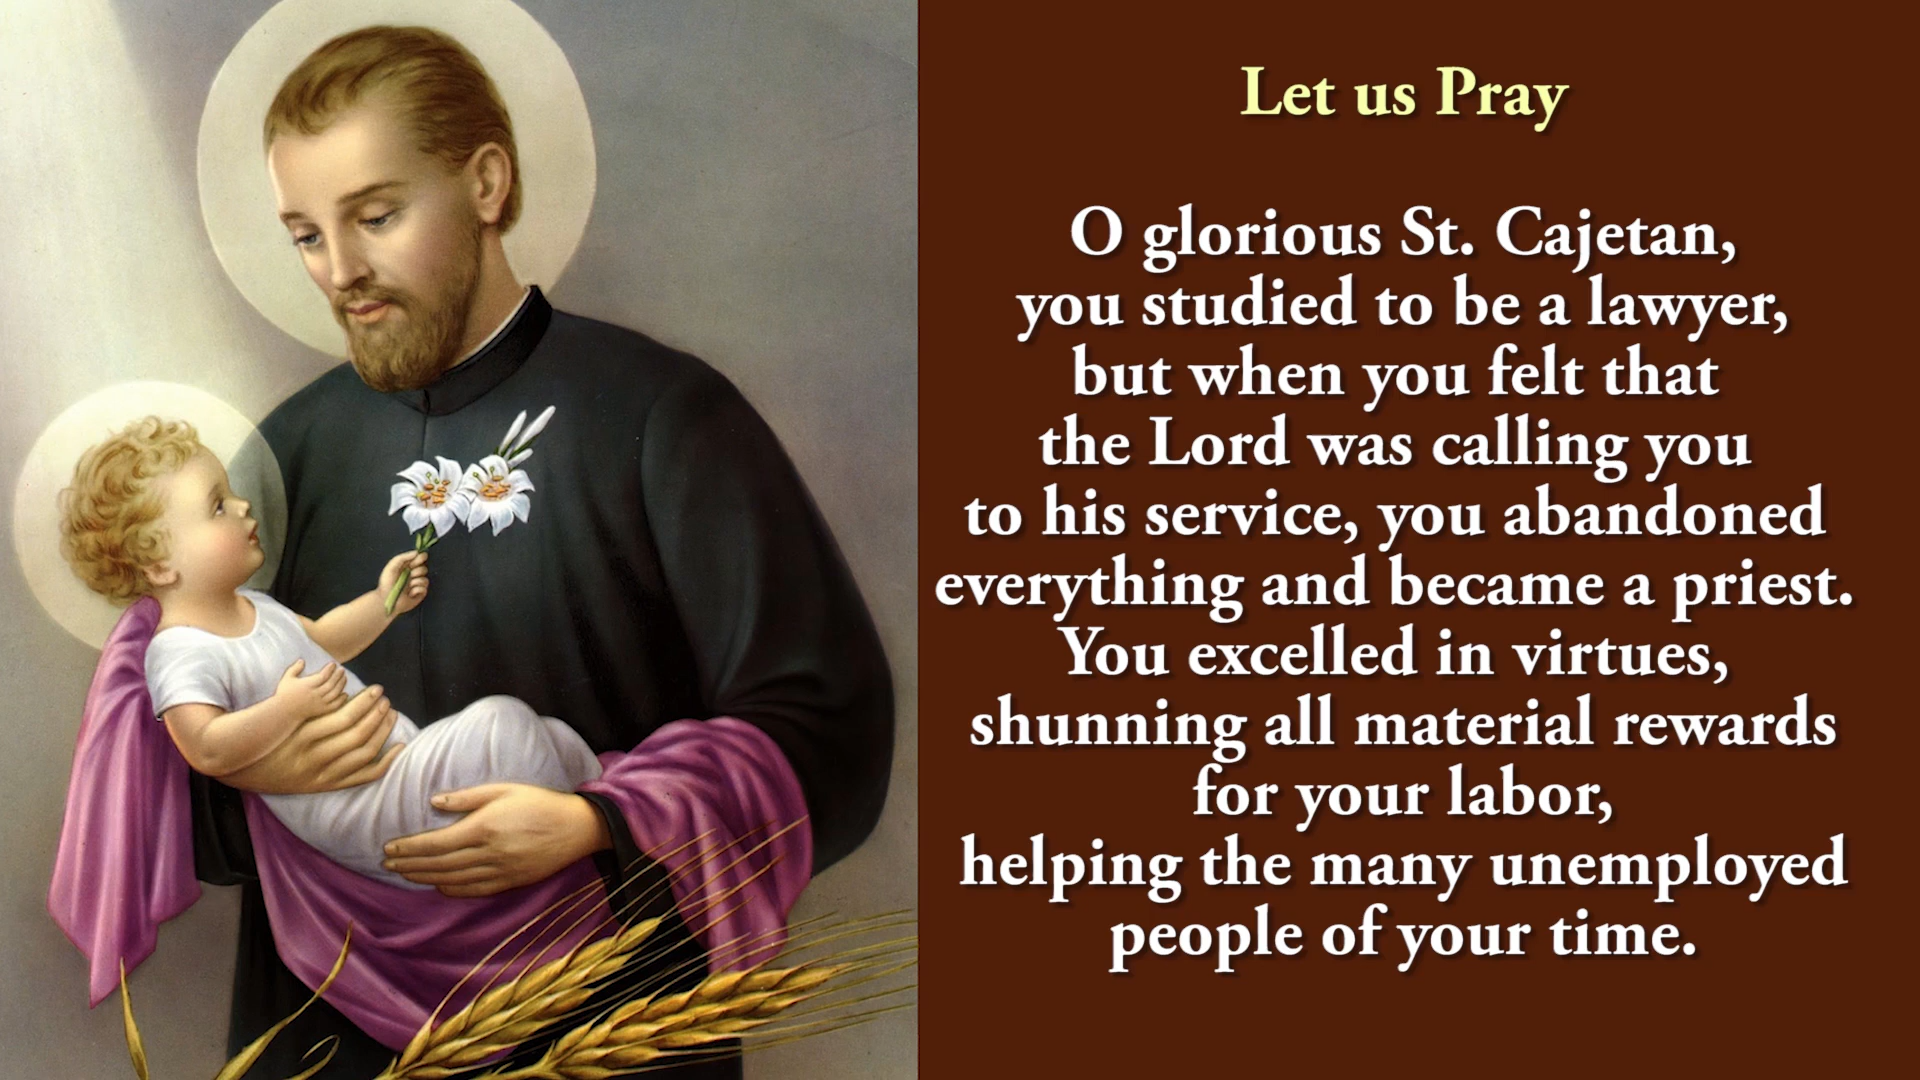 Let us Pray
O glorious St. Cajetan,
you studied to be a lawyer,
but when you felt that
the Lord was calling you
to his service, you abandoned
everything and became a priest.
You excelled in virtues,
shunning all material rewards
for your labor,
helping the many unemployed
people of your time.